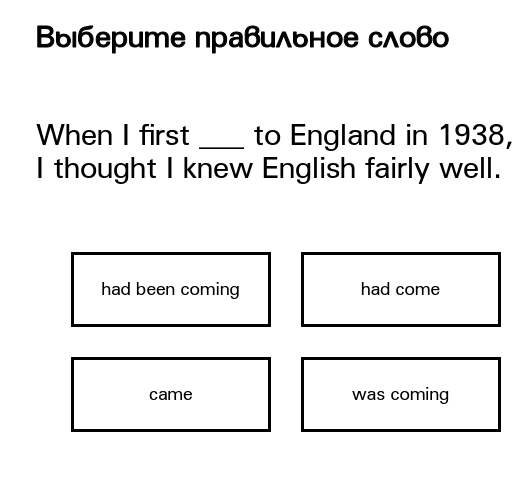 Выберите правильное слово
When I first ___ to England in 1938,
I thought I knew English fairly well.
had been coming
had come
came
was coming